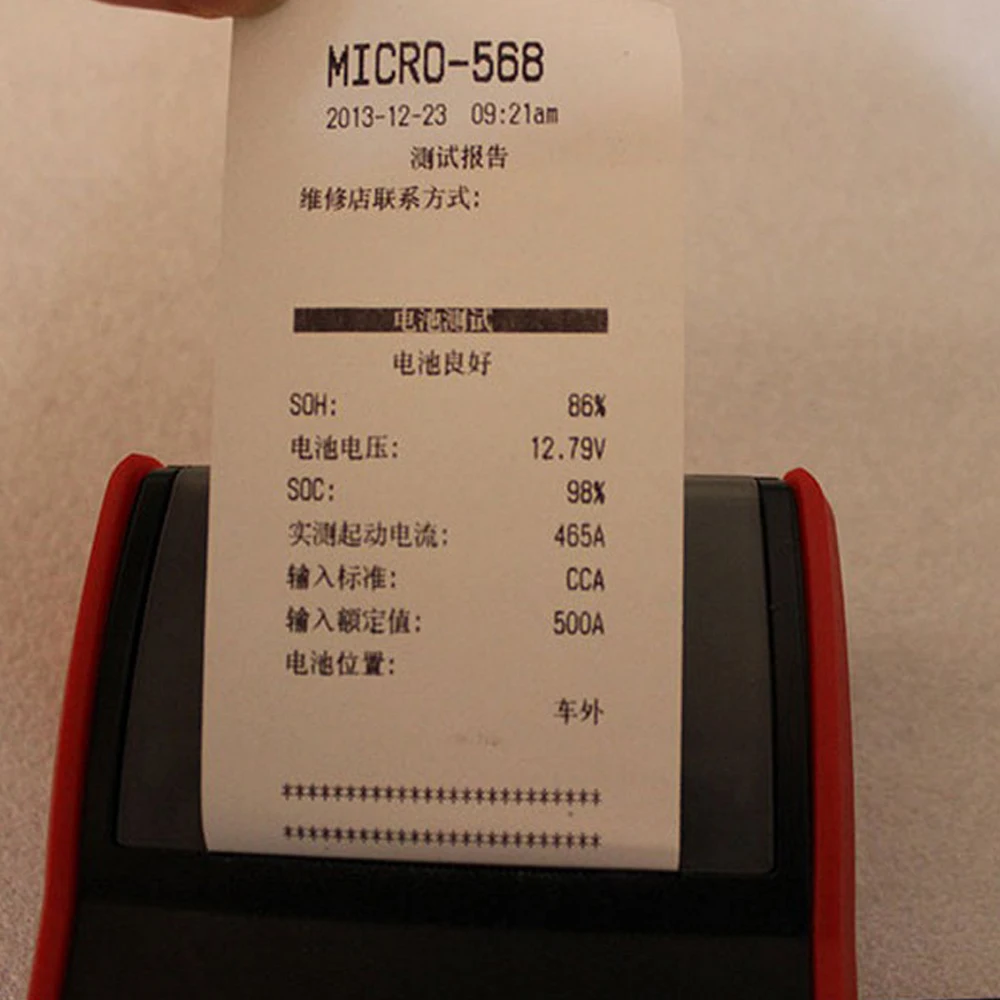 MICRO-568
2013-12-23 09:21am
测试报告
维修店联系方式:
电池测试
电池良好
SOH: 86%
电池电压: 12.79V
SOC: 98%
实测起动电流: 465A
输入标准: CCA
输入额定值: 500A
电池位置:
车外
*************************
*************************